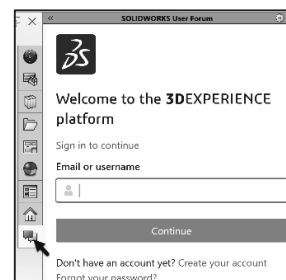 SOLIDWORKS User Forum
Welcome to the 3DEXPERIENCE
platform
Sign in to continue
Email or username
Continue
Don't have an account yet? Create your account
Forgot your password?